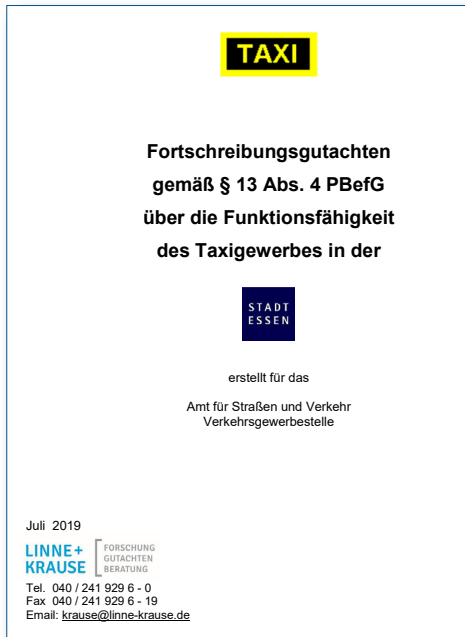 TAXI
Fortschreibungsgutachten
gemäß § 13 Abs. 4 PBefG
über die Funktionsfähigkeit
des Taxigewerbes in der
STADT
ESSEN
erstellt für das
Amt für Straßen und Verkehr
Verkehrsgewerbestelle
Juli 2019
LINNE+
KRAUSE
FORSCHUNG
GUTACHTEN
BERATUNG
Tel. 040 / 241 929 6 - 0
Fax 040 / 241 929 6 - 19
Email: krause@linne-krause.de